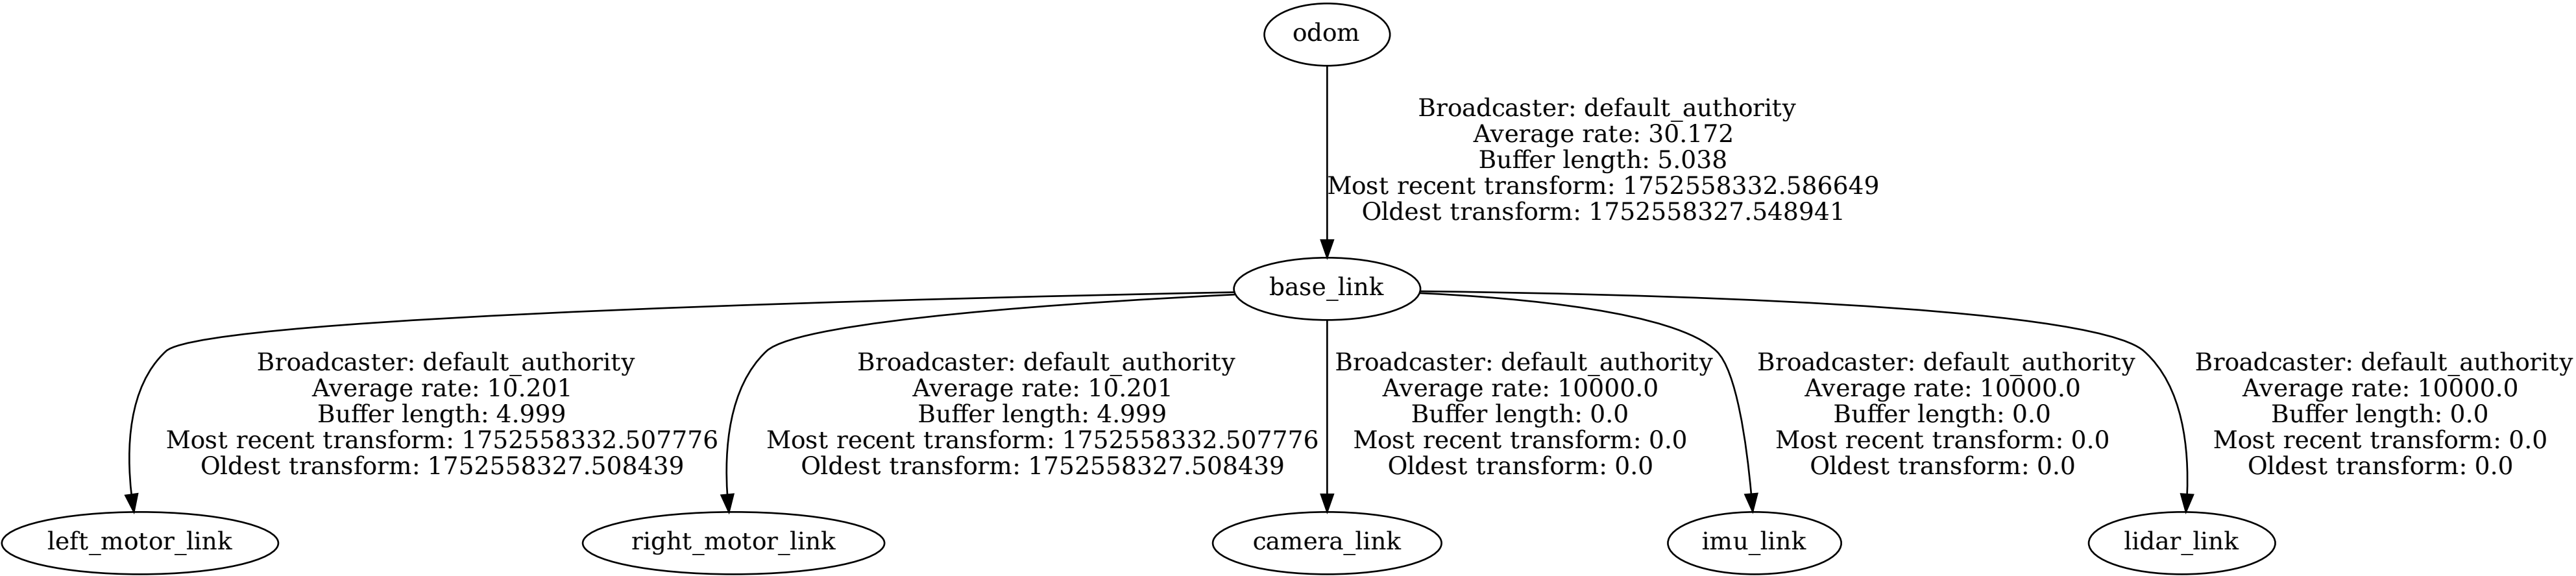 odom
Broadcaster: default_authority
Average rate: 30.172
Buffer length: 5.038
Most recent transform: 1752558332.586649
Oldest transform: 1752558327.548941
base_link
Broadcaster: default_authority
Average rate: 10.201
Buffer length: 4.999
Most recent transform: 1752558332.507776
Oldest transform: 1752558327.508439
Broadcaster: default_authority
Average rate: 10.201
Buffer length: 4.999
Most recent transform: 1752558332.507776
Oldest transform: 1752558327.508439
Broadcaster: default_authority
Average rate: 10000.0
Buffer length: 0.0
Most recent transform: 0.0
Oldest transform: 0.0
Broadcaster: default_authority
Average rate: 10000.0
Buffer length: 0.0
Most recent transform: 0.0
Oldest transform: 0.0
Broadcaster: default_authority
Average rate: 10000.0
Buffer length: 0.0
Most recent transform: 0.0
Oldest transform: 0.0
left_motor_link
right_motor_link
camera_link
imu_link
lidar_link